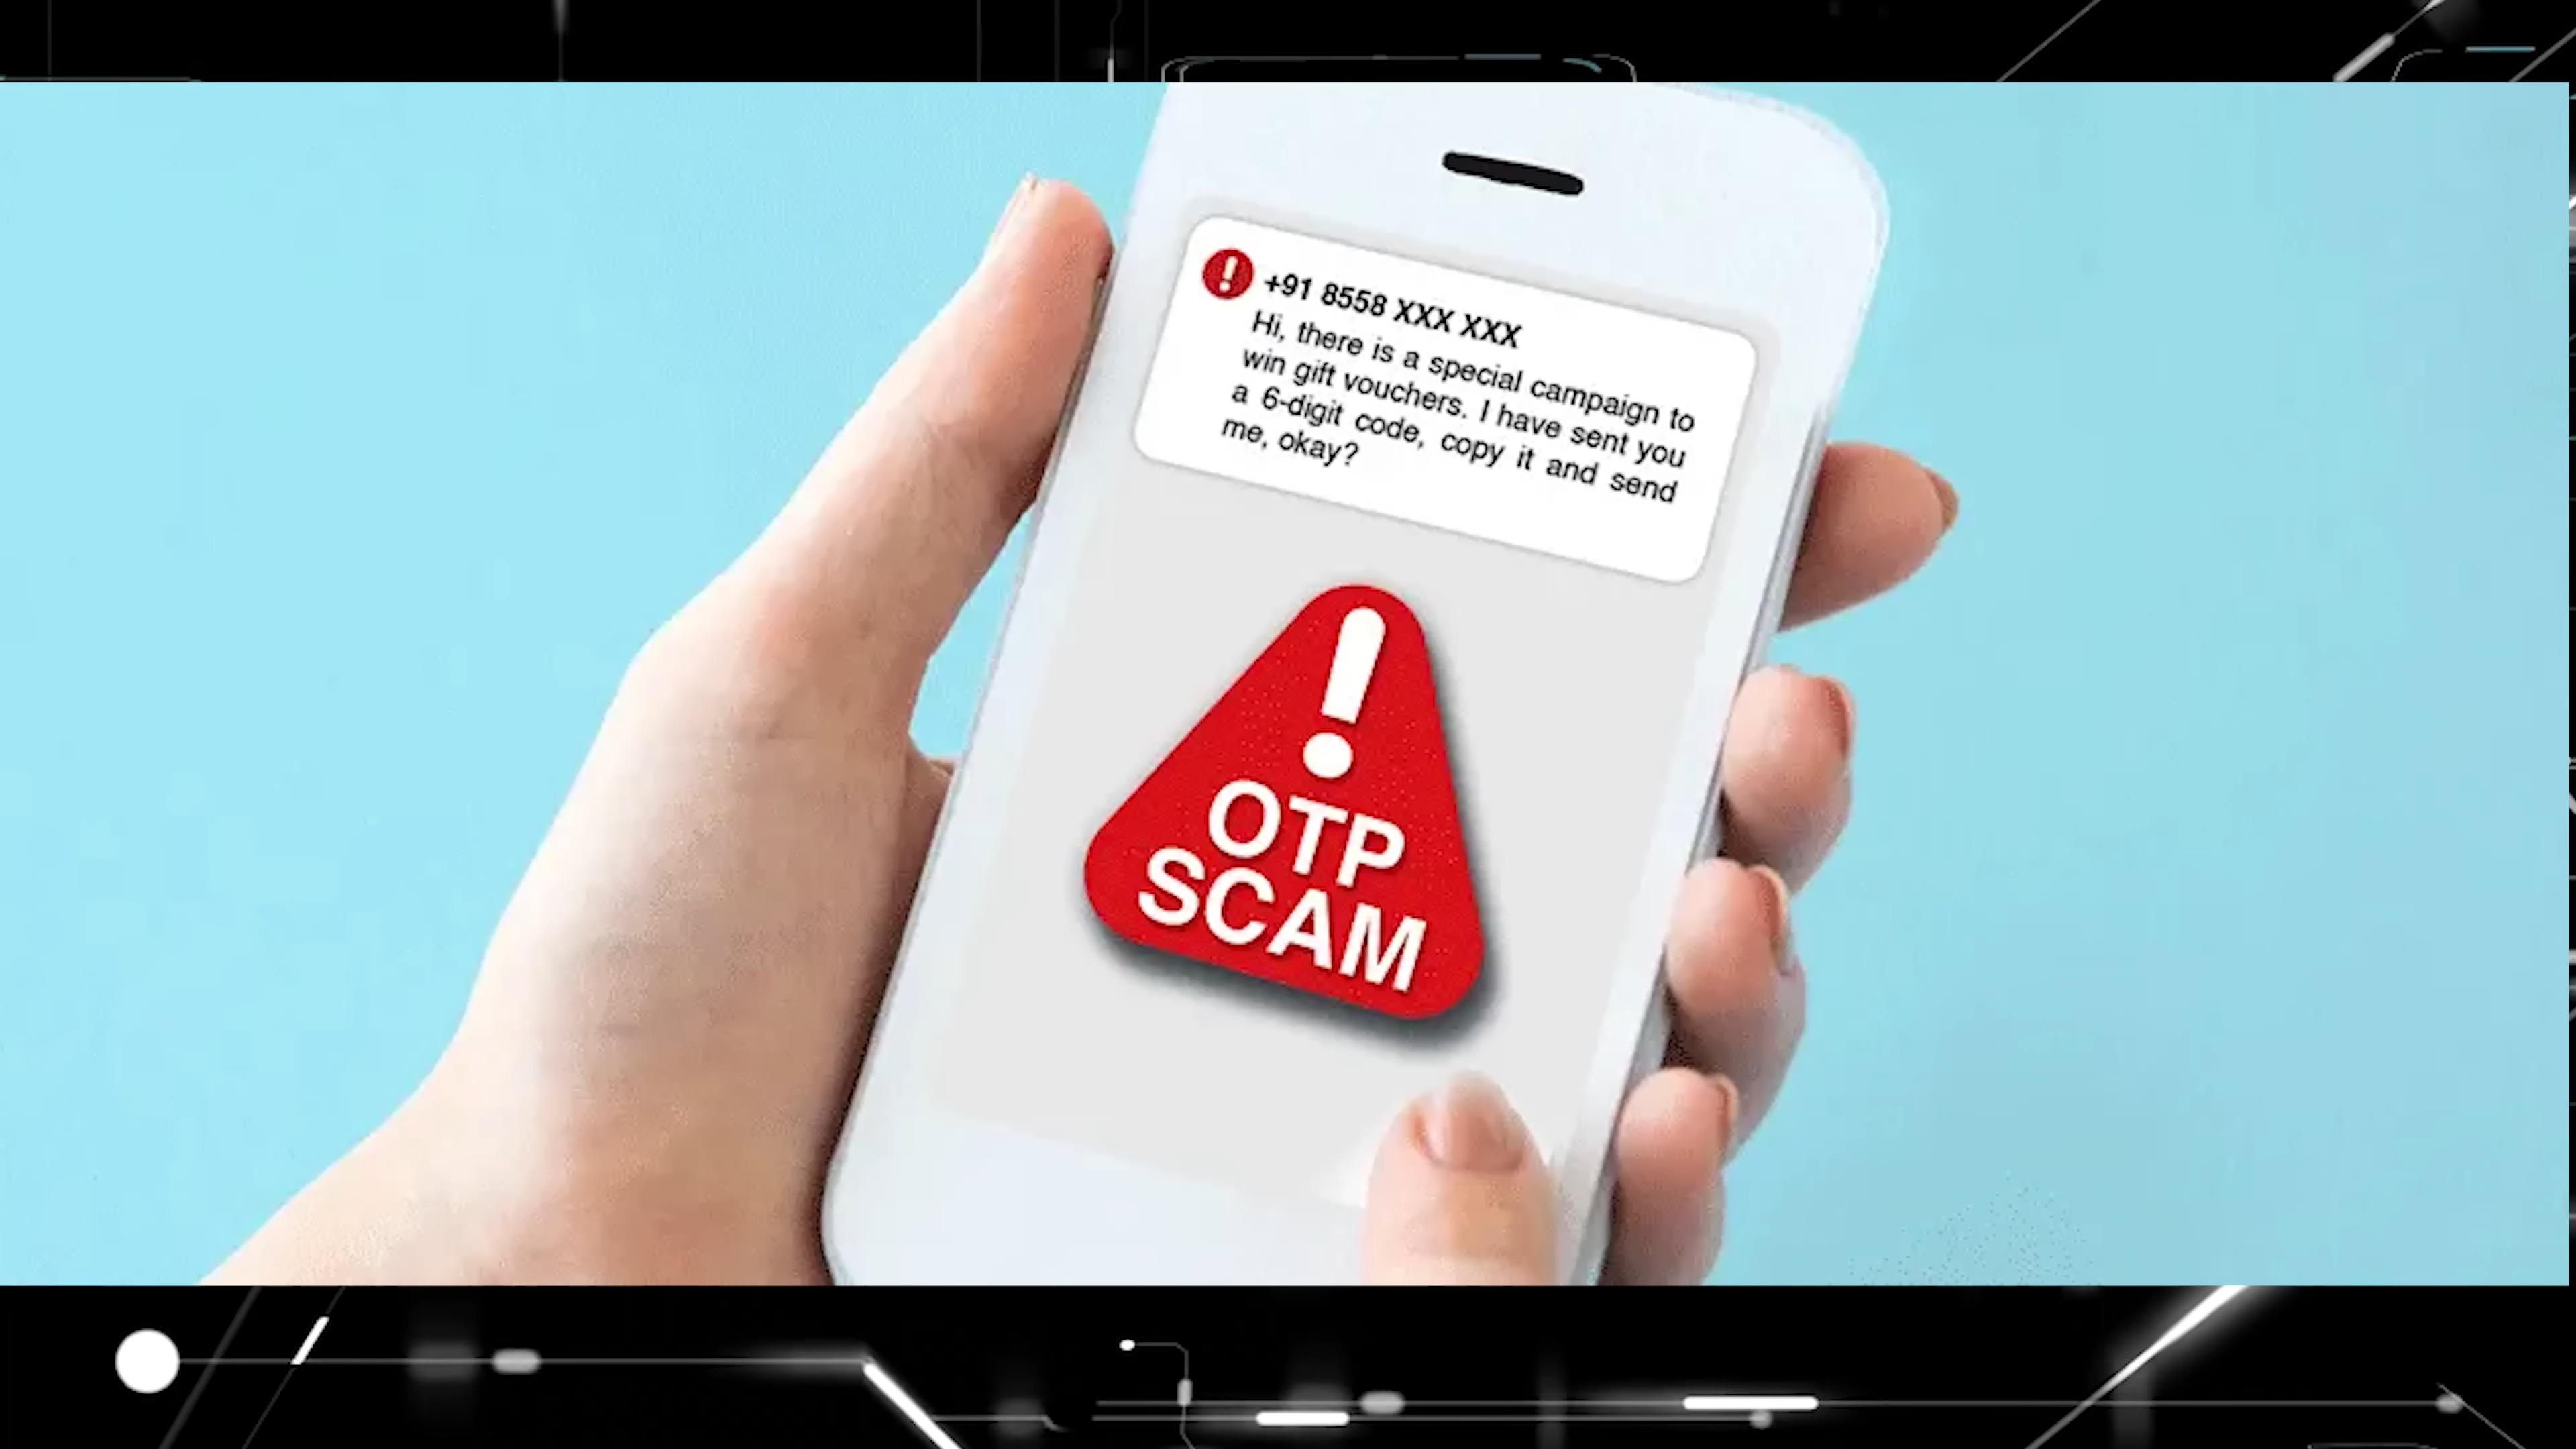 +91 8558 XXX XXX
Hi, there is a special campaign to
win gift vouchers. I have sent you
a 6-digit code, copy it and send
me, okay?
OTP
SCAM